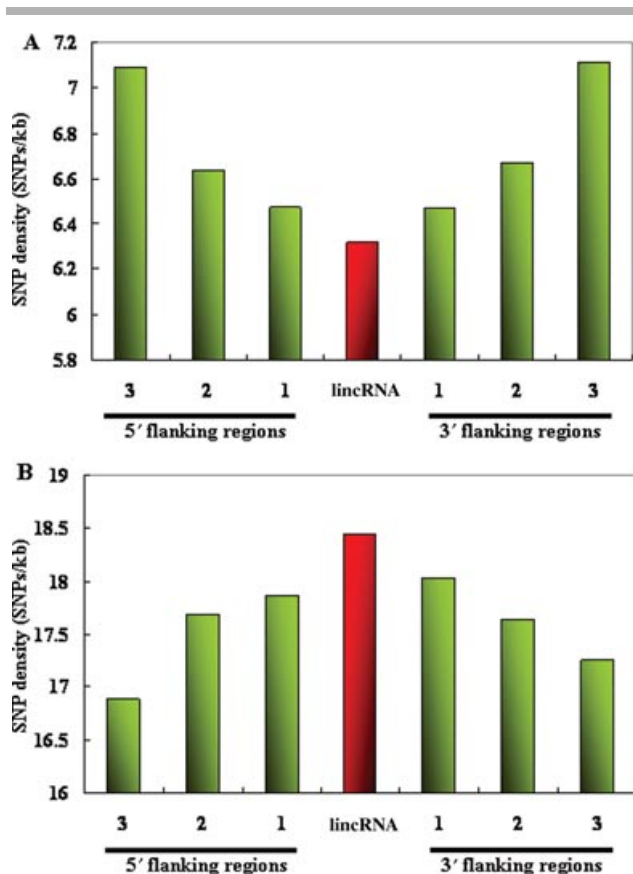 A
7.2
7
6.8
6.6
6.4
6.2
6
5.8
SNP density (SNPs/kb)
3 2 1 lincRNA 1 2 3
5′ flanking regions 3′ flanking regions
B
19
18.5
18
17.5
17
16.5
16
SNP density (SNPs/kb)
3 2 1 lincRNA 1 2 3
5′ flanking regions 3′ flanking regions